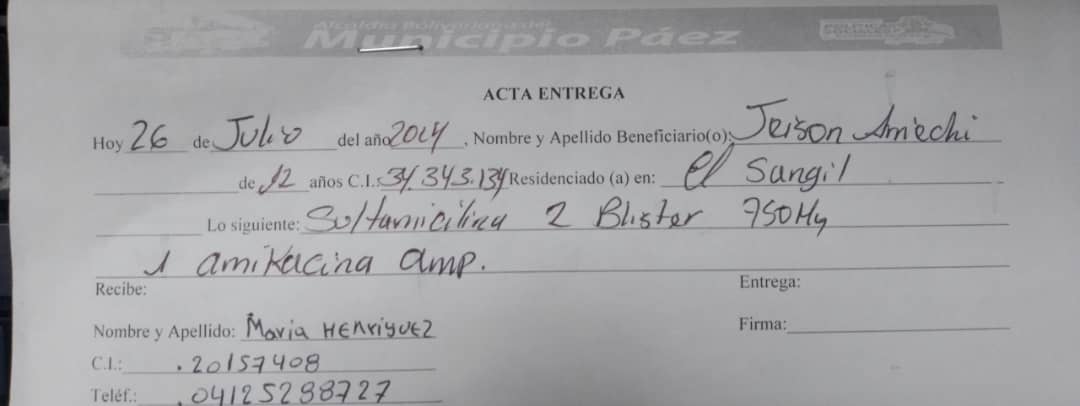 Alcaldía Bolivariana del
Municipio Páez
ACTA ENTREGA
Hoy 26 de Julio del año 2024, Nombre y Apellido Beneficiario(o): Jeison Aniechi
de 12 años C.I.: 34.343.134 Residenciado (a) en: el Sangil
Lo siguiente: Sultamicilina 2 Blister 750Mg
1 amikacina amp.
Recibe: Entrega:
Nombre y Apellido: Maria HENriquEZ Firma:
C.I.: .20157408
Teléf.: .04125288727